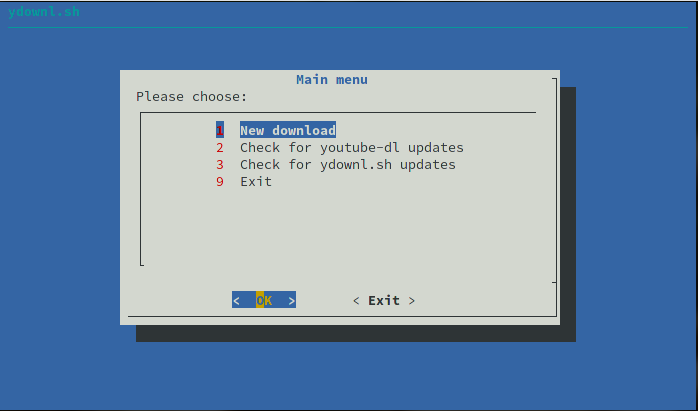 ydownl.sh
Main menu
Please choose:
1 New download
2 Check for youtube-dl updates
3 Check for ydownl.sh updates
9 Exit
< OK > < Exit >